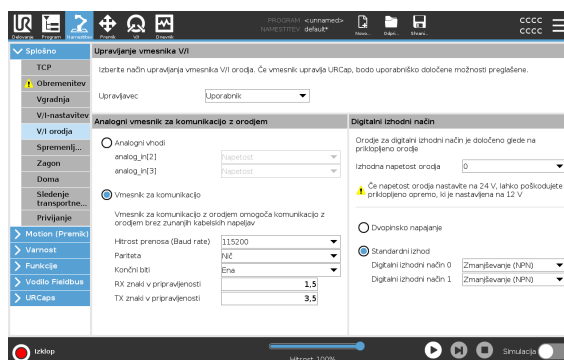 PROGRAM <unnamed>
NAMESTITEV default*
CCCC
CCCC
Delovanje Program Namestitev Premik V/I Dnevnik Novo... Odpri... Shrani...
Splošno
TCP
Obremenitev
Vgradnja
V/I-nastavitev
V/I orodja
Spremenlj...
Zagon
Doma
Sledenje
transportne...
Privijanje
Motion (Premik)
Varnost
Funkcije
Vodilo Fieldbus
URCaps
Upravljanje vmesnika V/I
Izberite način upravljanja vmesnika V/I orodja. Če vmesnik upravlja URCap, bodo uporabniško določene možnosti preglašene.
Upravljavec Uporabnik
Analogni vmesnik za komunikacijo z orodjem
Analogni vhodi
analog_in[2] Napetost
analog_in[3] Napetost
Vmesnik za komunikacijo
Vmesnik za komunikacijo z orodjem omogoča komunikacijo z
orodjem brez zunanjih kabelskih napeljav
Hitrost prenosa (Baud rate) 115200
Pariteta Nič
Končni biti Ena
RX znaki v pripravljenosti 1,5
TX znaki v pripravljenosti 3,5
Digitalni izhodni način
Orodje za digitalni izhodni način je določeno glede na
priklopljeno orodje
Izhodna napetost orodja 0
Če napetost orodja nastavite na 24 V, lahko poškodujete
priklopljeno opremo, ki je nastavljena na 12 V
Dvopinsko napajanje
Standardni izhod
Digitalni izhodni način 0 Zmanjševanje (NPN)
Digitalni izhodni način 1 Zmanjševanje (NPN)
Izklop
Hitrost 100%
Simulacija